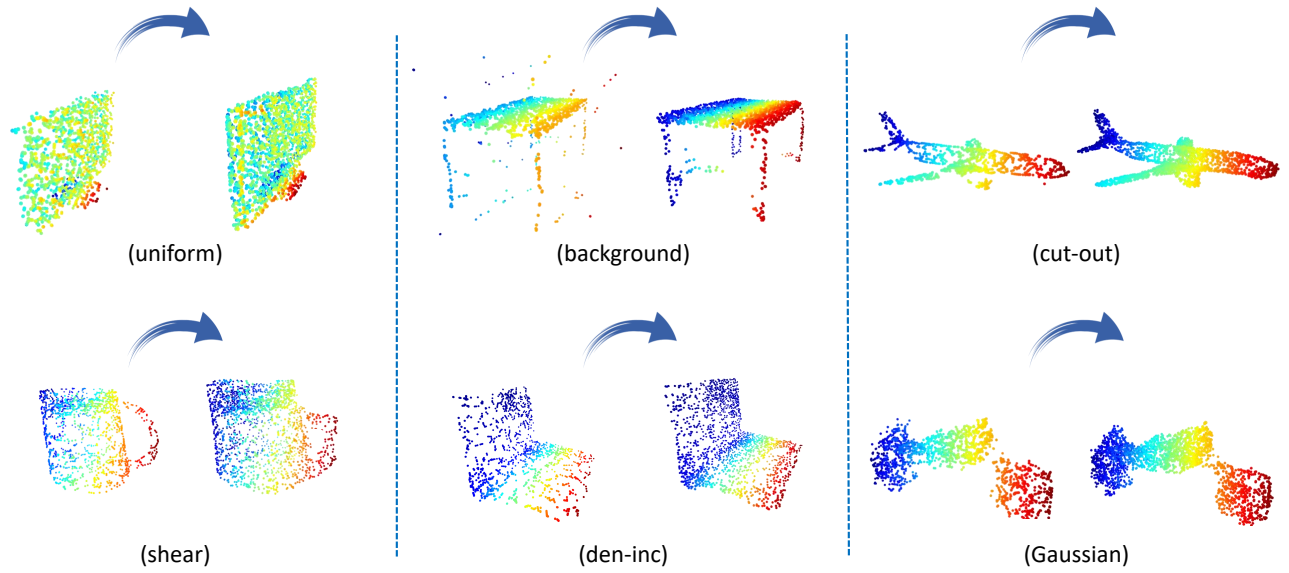 (uniform)
(background)
(cut-out)
(shear)
(den-inc)
(Gaussian)